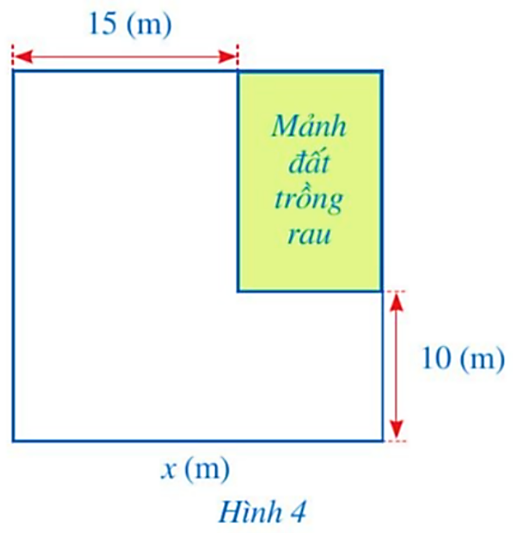 15 (m)
Mảnh
đất
trồng
rau
10 (m)
x (m)
Hình 4